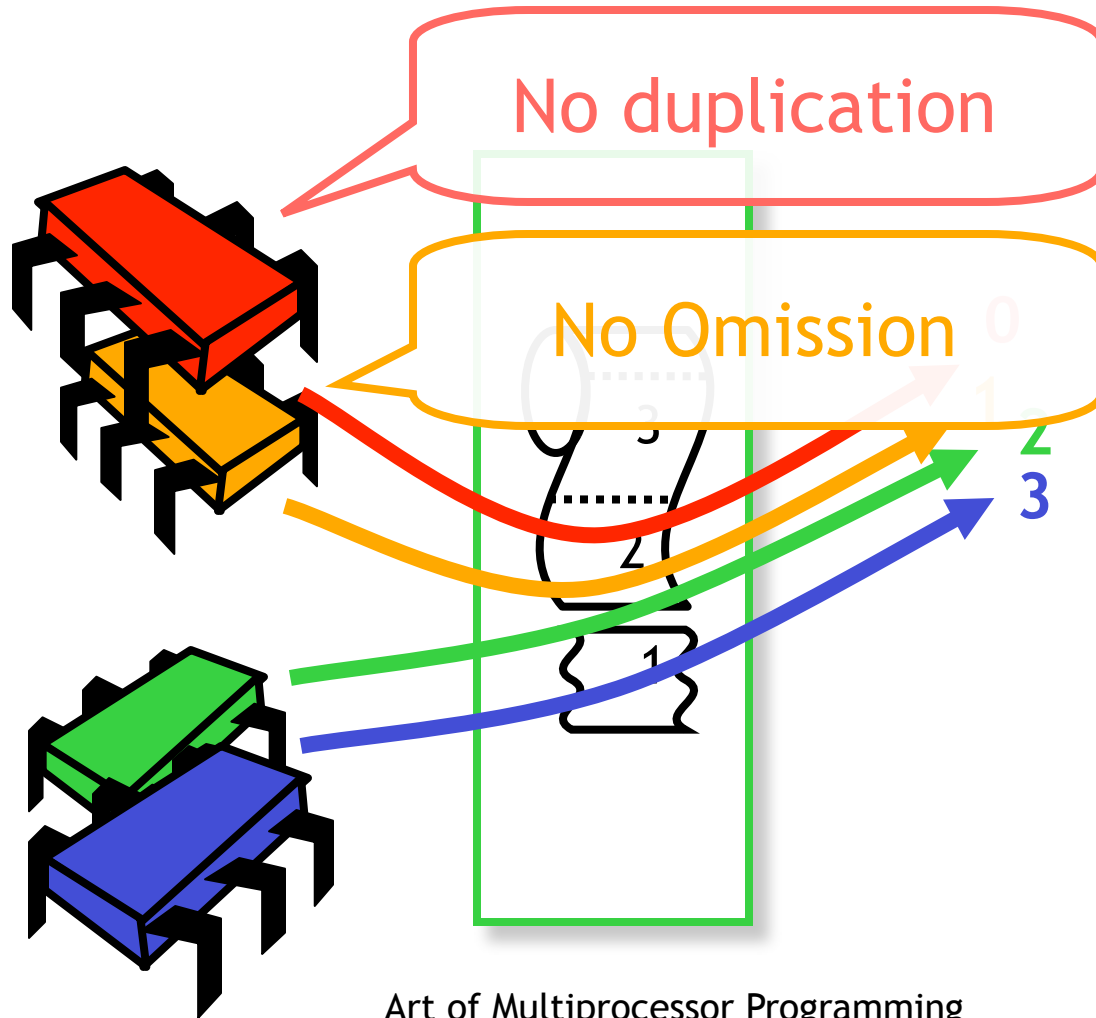 No duplication
No Omission
0
1
2
3
3
2
1
Art of Multiprocessor Programming